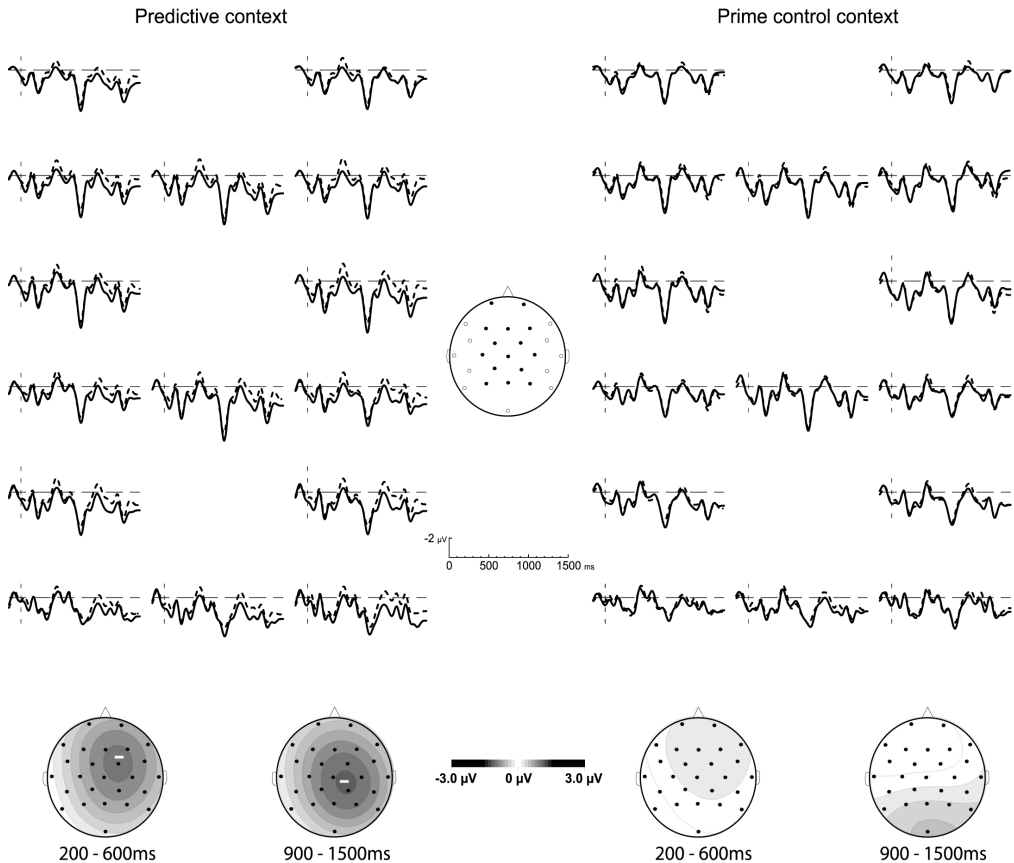 Predictive context
Prime control context
-2 µV
0 500 1000 1500 ms
-3.0 µV 0 µV 3.0 µV
200 - 600ms
900 - 1500ms
200 - 600ms
900 - 1500ms